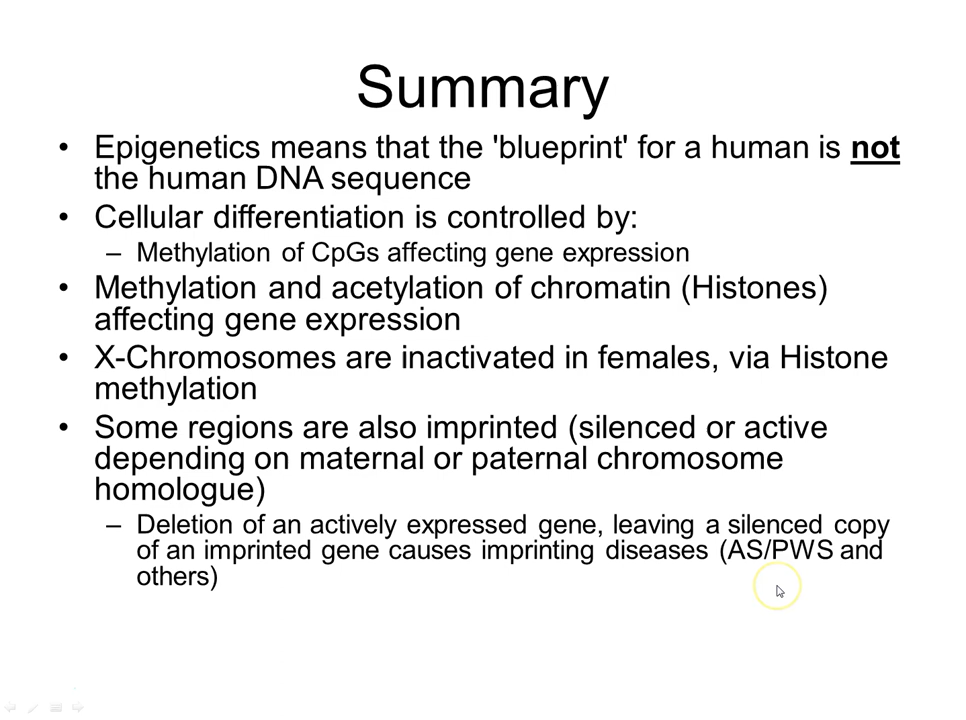 Summary
• Epigenetics means that the 'blueprint' for a human is not
the human DNA sequence
• Cellular differentiation is controlled by:
– Methylation of CpGs affecting gene expression
• Methylation and acetylation of chromatin (Histones)
affecting gene expression
• X-Chromosomes are inactivated in females, via Histone
methylation
• Some regions are also imprinted (silenced or active
depending on maternal or paternal chromosome
homologue)
– Deletion of an actively expressed gene, leaving a silenced copy
of an imprinted gene causes imprinting diseases (AS/PWS and
others)